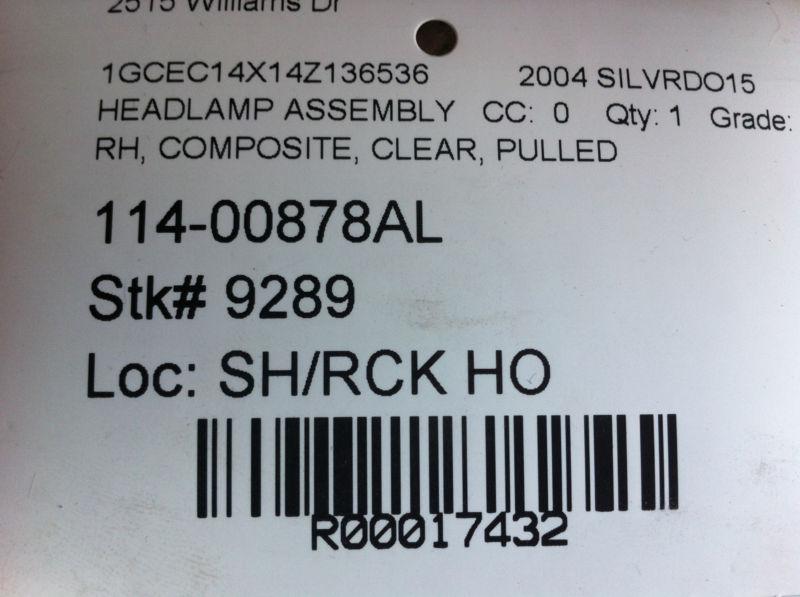 2515 Williams Dr
1GCEC14X14Z136536 2004 SILVRDO15
HEADLAMP ASSEMBLY CC: 0 Qty: 1 Grade:
RH, COMPOSITE, CLEAR, PULLED
114-00878AL
Stk# 9289
Loc: SH/RCK HO
R00017432